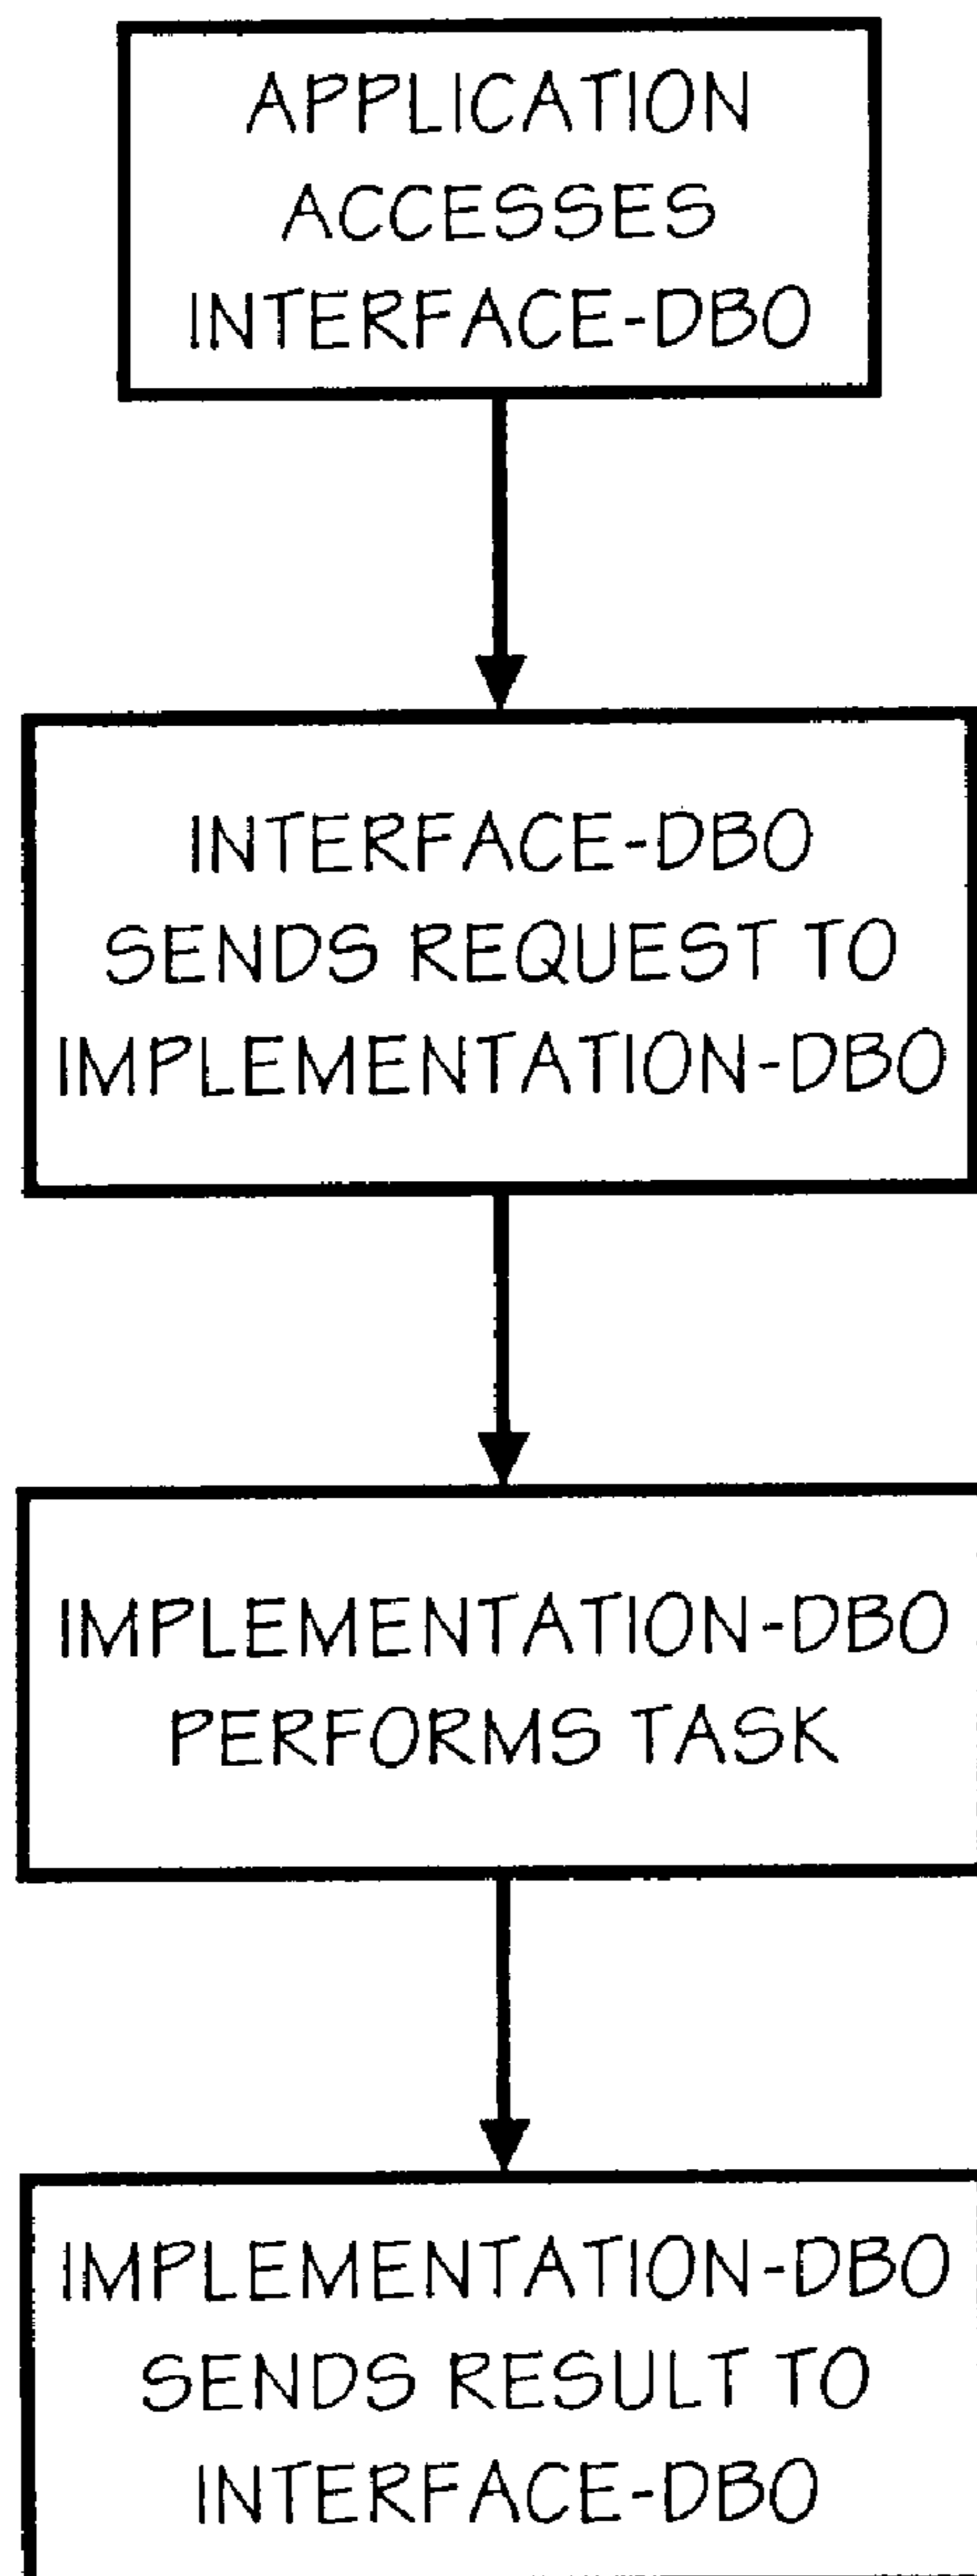 APPLICATION
ACCESSES
INTERFACE-DBO
INTERFACE-DBO
SENDS REQUEST TO
IMPLEMENTATION-DBO
IMPLEMENTATION-DBO
PERFORMS TASK
IMPLEMENTATION-DBO
SENDS RESULT TO
INTERFACE-DBO